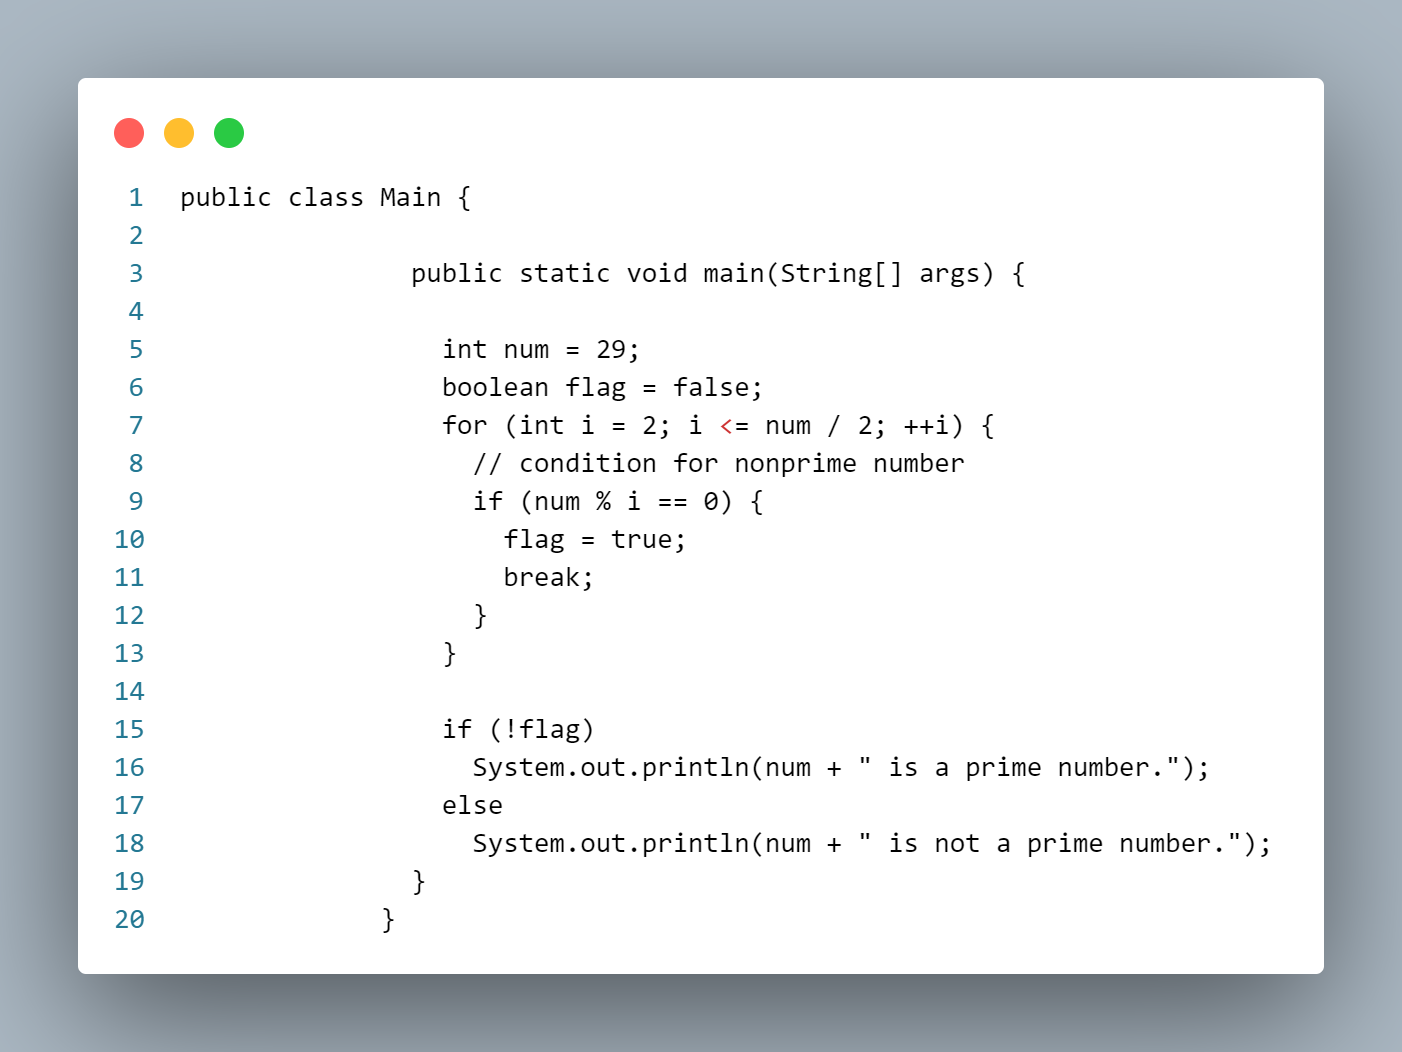 1 public class Main {
2
3 public static void main(String[] args) {
4
5 int num = 29;
6 boolean flag = false;
7 for (int i = 2; i <= num / 2; ++i) {
8 // condition for nonprime number
9 if (num % i == 0) {
10 flag = true;
11 break;
12 }
13 }
14
15 if (!flag)
16 System.out.println(num + " is a prime number.");
17 else
18 System.out.println(num + " is not a prime number.");
19 }
20 }